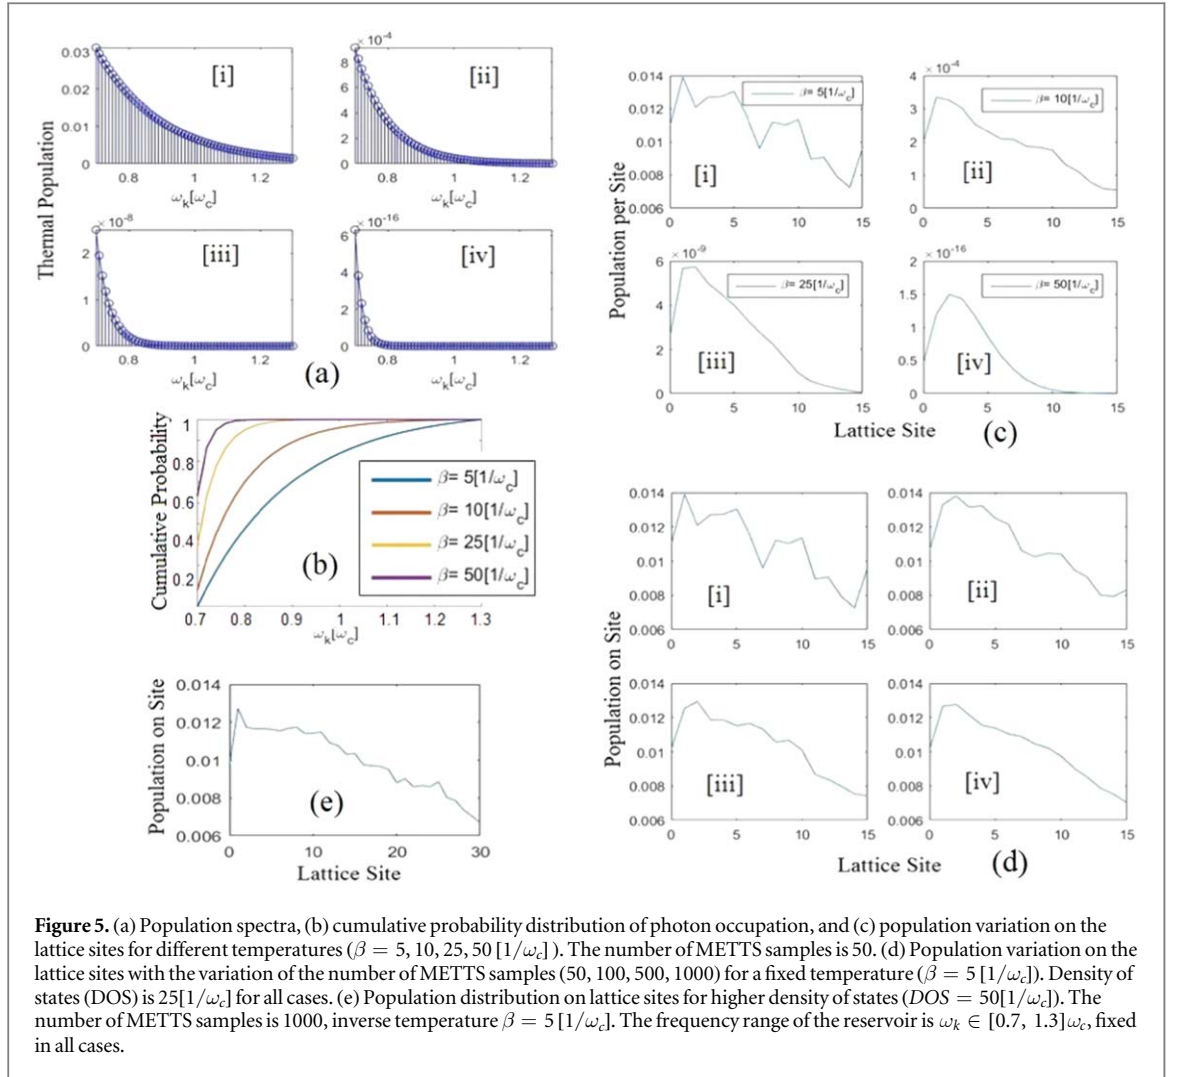 0.03
0.02
0.01
0
[i]
0.8
1
1.2
ωk[ωc]
× 10-4
8
6
4
2
0
[ii]
0.8
1
1.2
ωk[ωc]
Thermal Population
× 10-8
2
1
0
[iii]
0.8
1
1.2
ωk[ωc]
× 10-16
6
4
2
0
[iv]
0.8
1
1.2
ωk[ωc]
(a)
Cumulative Probability
1
0.8
0.6
0.4
0.2
0.7
0.8
0.9
1
1.1
1.2
1.3
ωk[ωc]
(b)
β= 5[1/ωc]
β= 10[1/ωc]
β= 25[1/ωc]
β= 50[1/ωc]
Population per Site
0.014
0.012
0.01
0.008
0.006
β= 5[1/ωc]
[i]
0
5
10
15
× 10-4
4
3
2
1
0
β= 10[1/ωc]
[ii]
0
5
10
15
× 10-9
6
4
2
0
β= 25[1/ωc]
[iii]
0
5
10
15
× 10-16
2
1.5
1
0.5
0
β= 50[1/ωc]
[iv]
0
5
10
15
Lattice Site
(c)
Population on Site
0.014
0.012
0.01
0.008
0.006
[i]
0
5
10
15
0.014
0.012
0.01
0.008
0.006
[ii]
0
5
10
15
0.014
0.012
0.01
0.008
0.006
[iii]
0
5
10
15
0.014
0.012
0.01
0.008
0.006
[iv]
0
5
10
15
Lattice Site
(d)
Population on Site
0.014
0.012
0.01
0.008
0.006
(e)
0
10
20
30
Lattice Site
Figure 5. (a) Population spectra, (b) cumulative probability distribution of photon occupation, and (c) population variation on the
lattice sites for different temperatures (β = 5, 10, 25, 50 [1/ωc] ). The number of METTS samples is 50. (d) Population variation on the
lattice sites with the variation of the number of METTS samples (50, 100, 500, 1000) for a fixed temperature (β = 5 [1/ωc]). Density of
states (DOS) is 25[1/ωc] for all cases. (e) Population distribution on lattice sites for higher density of states (DOS = 50[1/ωc]). The
number of METTS samples is 1000, inverse temperature β = 5 [1/ωc]. The frequency range of the reservoir is ωk ∈ [0.7, 1.3]ωc, fixed
in all cases.